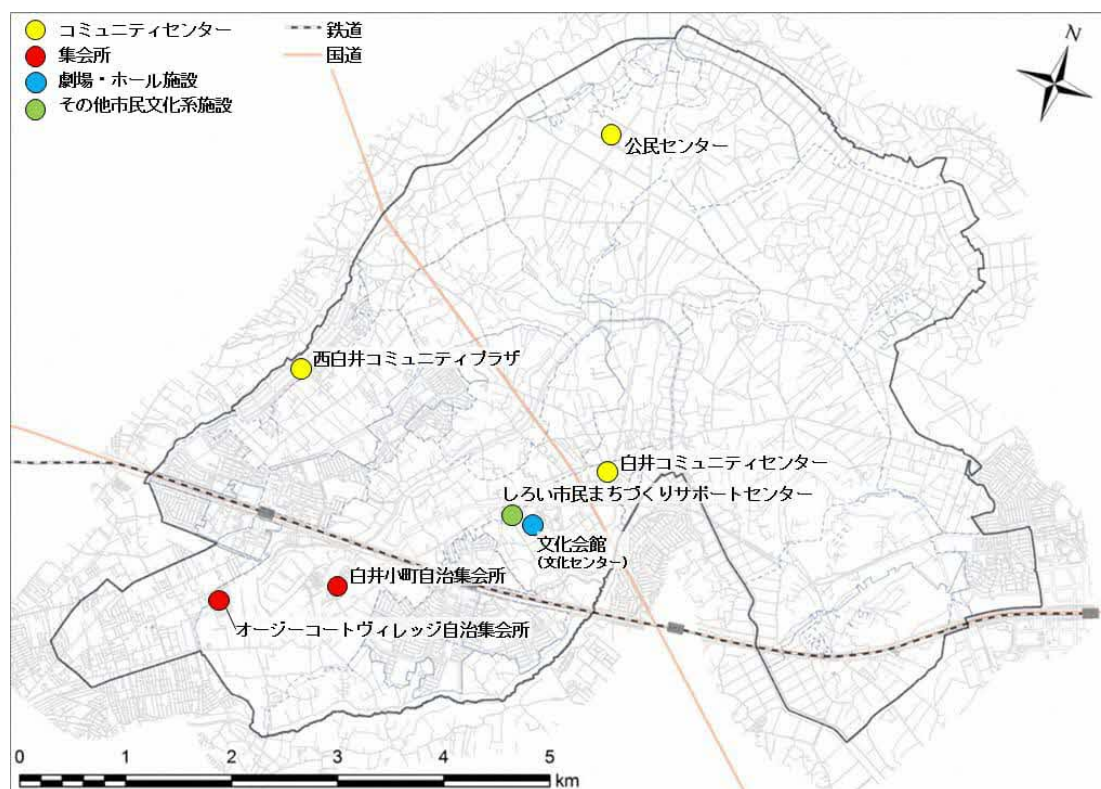 コミュニティセンター
集会所
劇場・ホール施設
その他市民文化系施設
鉄道
国道
N
公民センター
西白井コミュニティプラザ
白井コミュニティセンター
しろい市民まちづくりサポートセンター
文化会館
(文化センター)
白井小町自治集会所
オージーコートヴィレッジ自治集会所
0 1 2 3 4 5
km